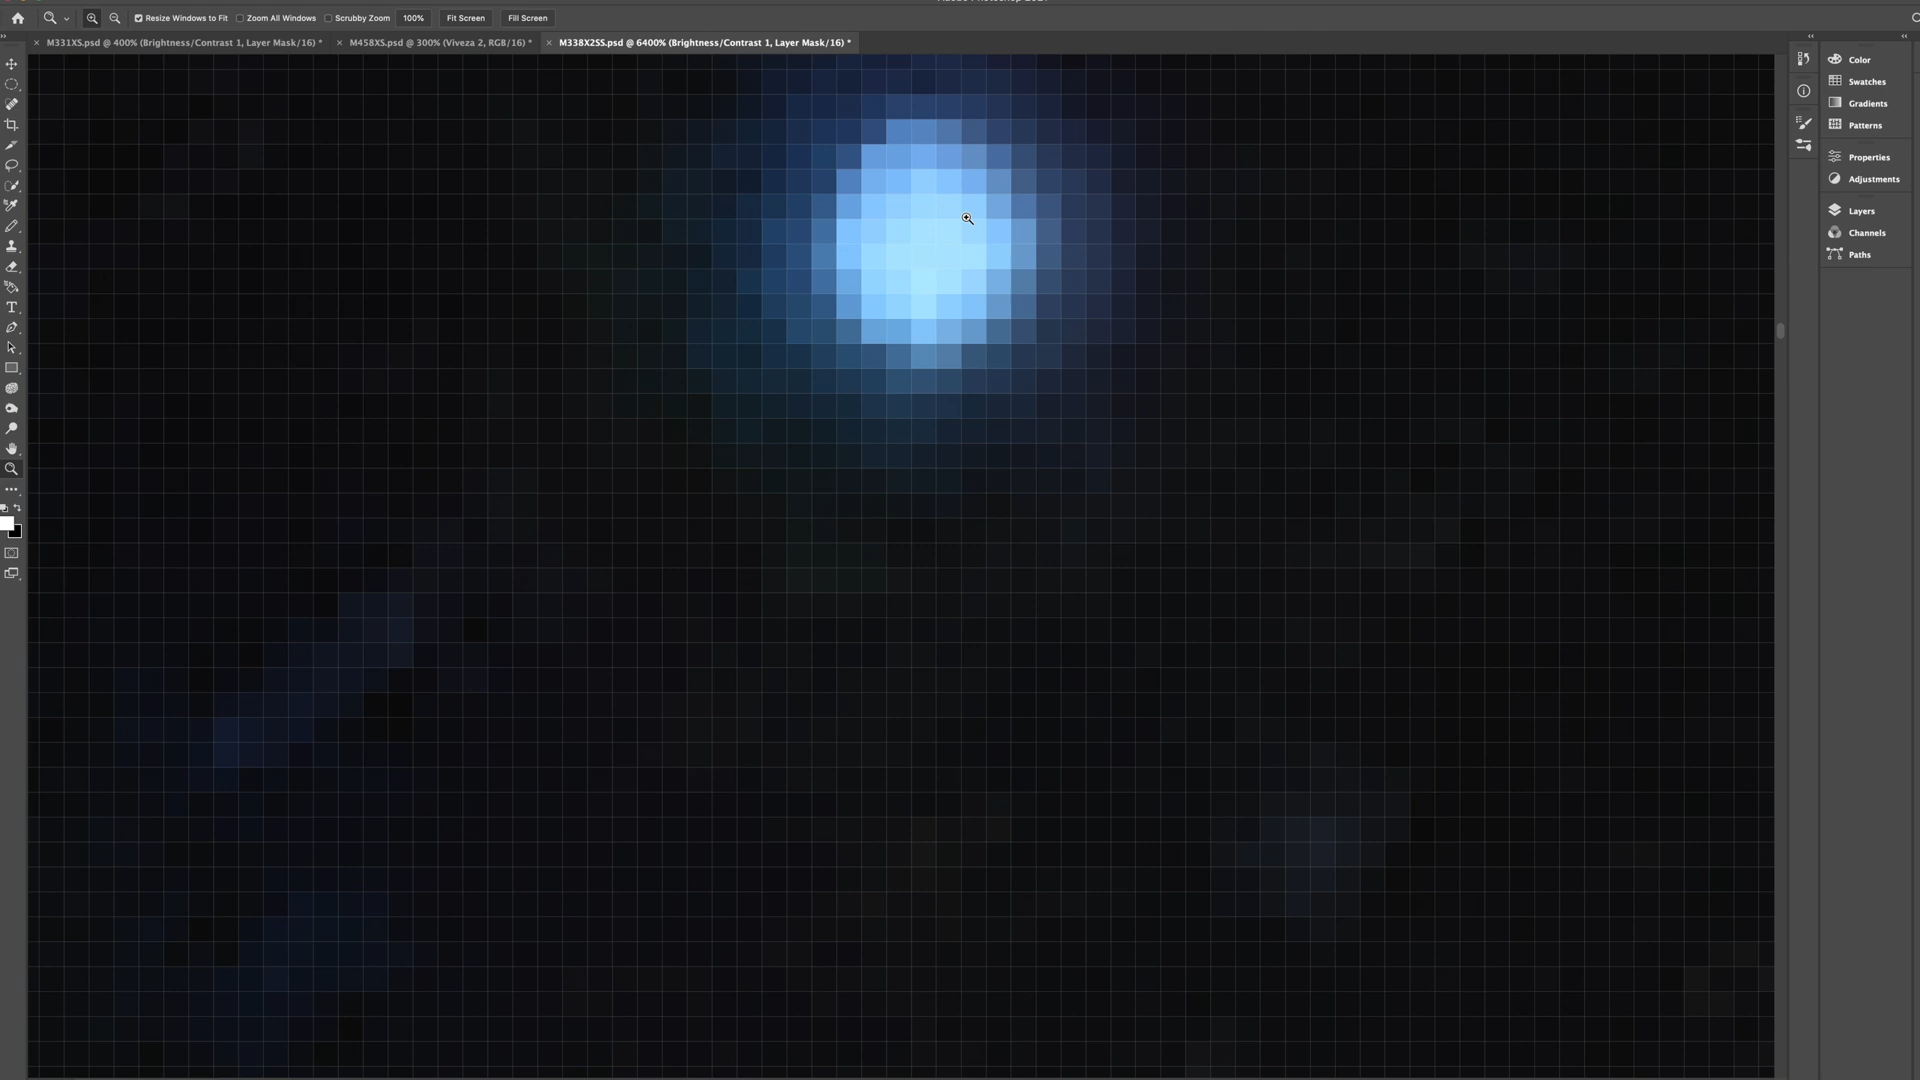 Resize Windows to Fit Zoom All Windows Scrubby Zoom 100% Fit Screen Fill Screen
M331XS.psd @ 400% (Brightness/Contrast 1, Layer Mask/16) *
M458XS.psd @ 300% (Viveza 2, RGB/16) *
M338X2SS.psd @ 6400% (Brightness/Contrast 1, Layer Mask/16) *
Color
Swatches
Gradients
Patterns
Properties
Adjustments
Layers
Channels
Paths